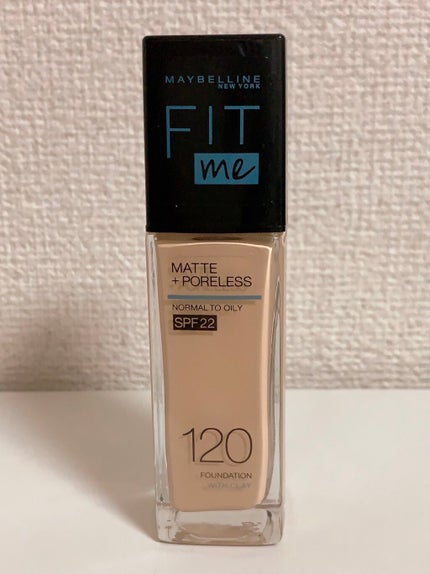 MAYBELLINE
NEW YORK
FIT
me
MATTE
+ PORELESS
NORMAL TO OILY
SPF 22
120
FOUNDATION
WITH CLAY